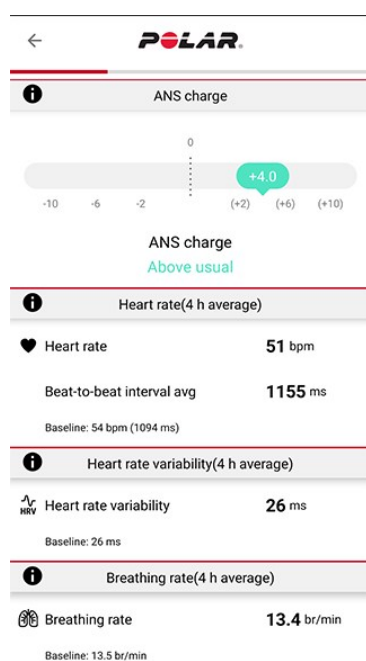 POLAR.
ANS charge
0
+4.0
-10 -6 -2 (+2) (+6) (+10)
ANS charge
Above usual
Heart rate(4 h average)
Heart rate 51 bpm
Beat-to-beat interval avg 1155 ms
Baseline: 54 bpm (1094 ms)
Heart rate variability(4 h average)
HRV Heart rate variability 26 ms
Baseline: 26 ms
Breathing rate(4 h average)
Breathing rate 13.4 br/min
Baseline: 13.5 br/min